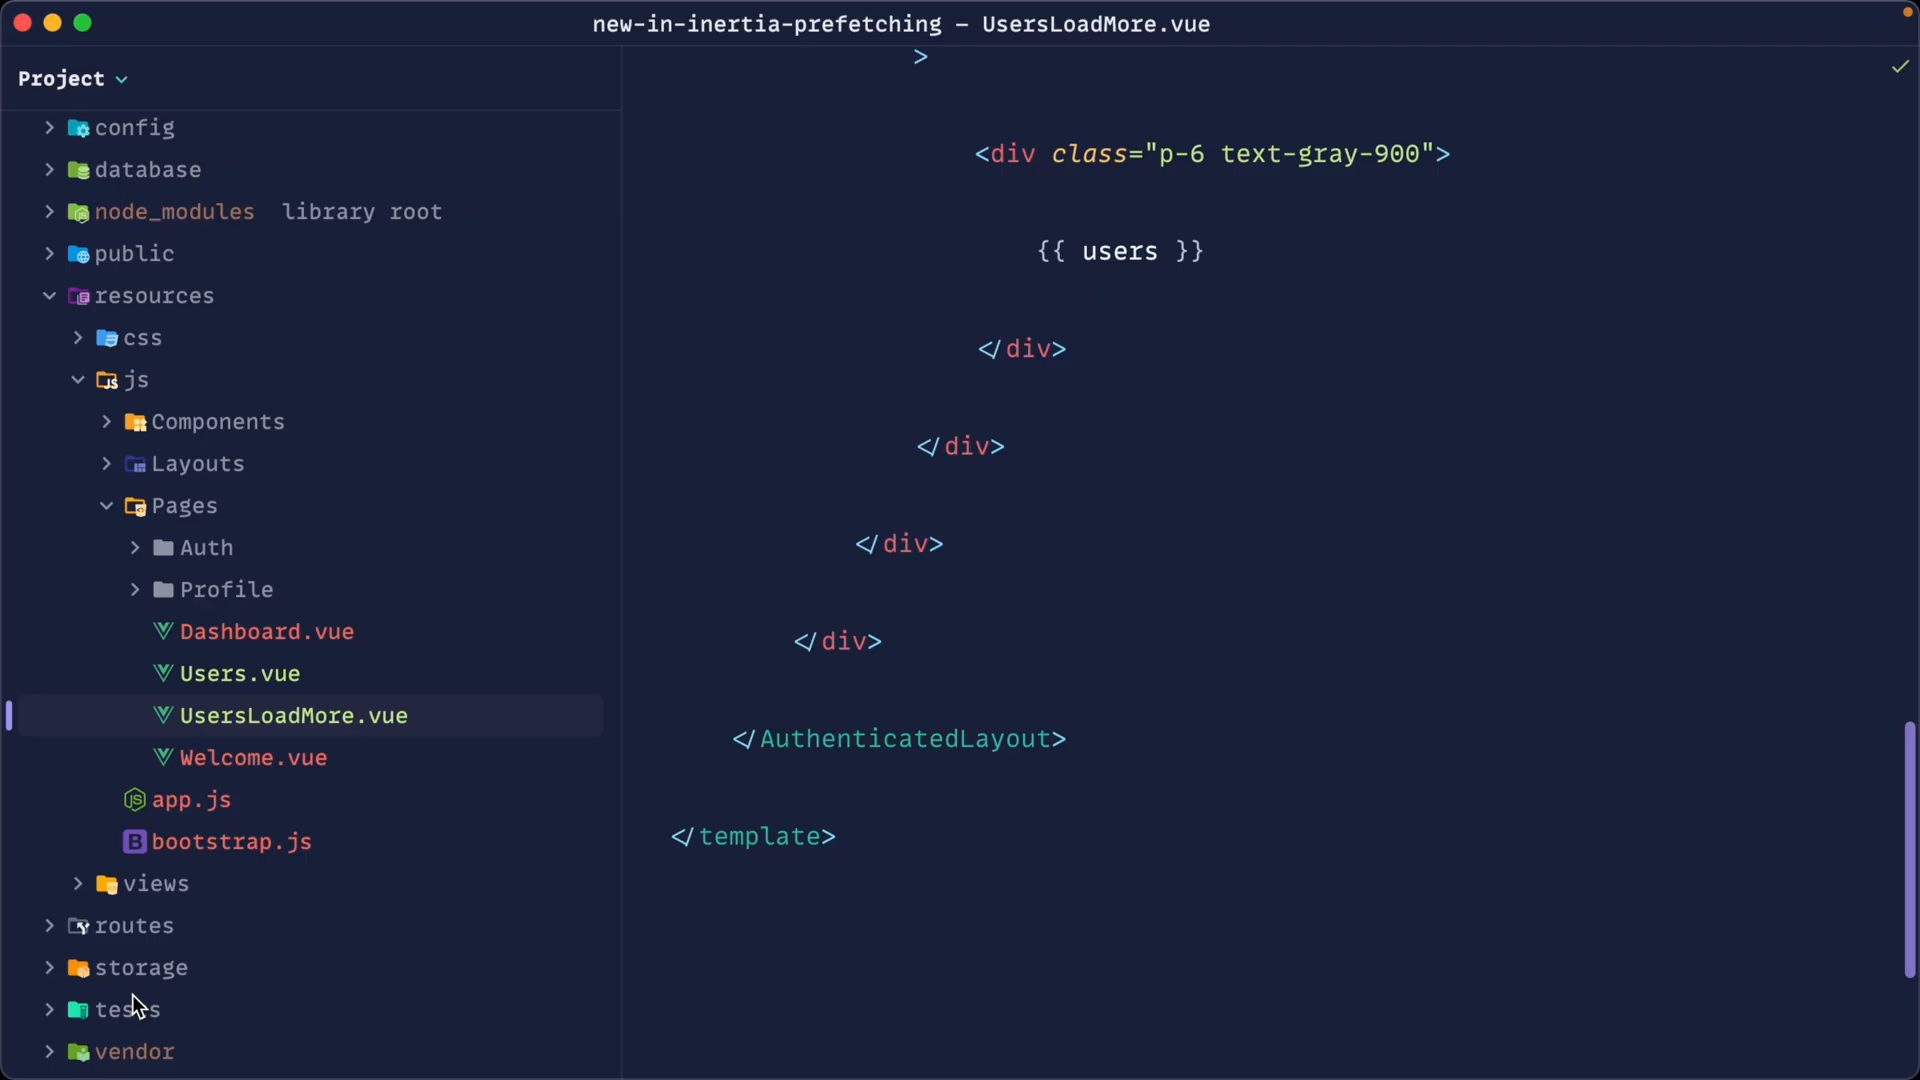 new-in-inertia-prefetching – UsersLoadMore.vue
Project
config
database
node_modules library root
public
resources
css
js
Components
Layouts
Pages
Auth
Profile
Dashboard.vue
Users.vue
UsersLoadMore.vue
Welcome.vue
app.js
bootstrap.js
views
routes
storage
tests
vendor
>
<div class="p-6 text-gray-900">
{{ users }}
</div>
</div>
</div>
</div>
</AuthenticatedLayout>
</template>